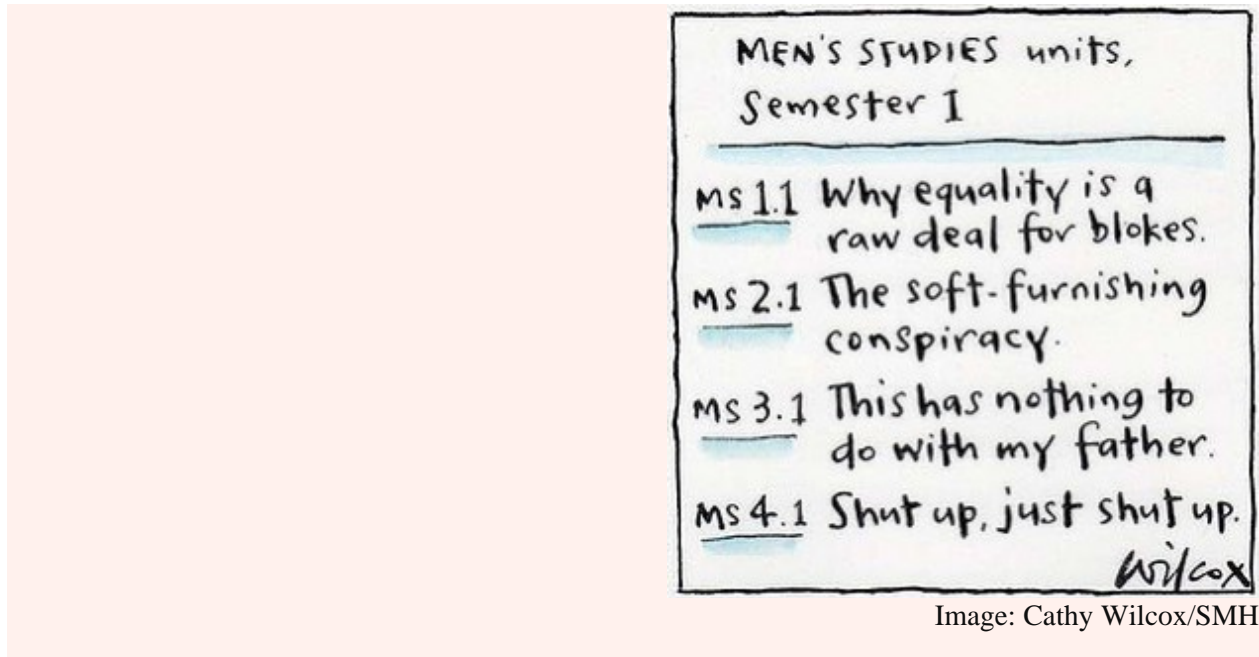 MEN'S STUDIES units,
Semester I
MS 1.1 Why equality is a
raw deal for blokes.
MS 2.1 The soft-furnishing
conspiracy.
MS 3.1 This has nothing to
do with my father.
MS 4.1 Shut up, just shut up.
Wilcox
Image: Cathy Wilcox/SMH